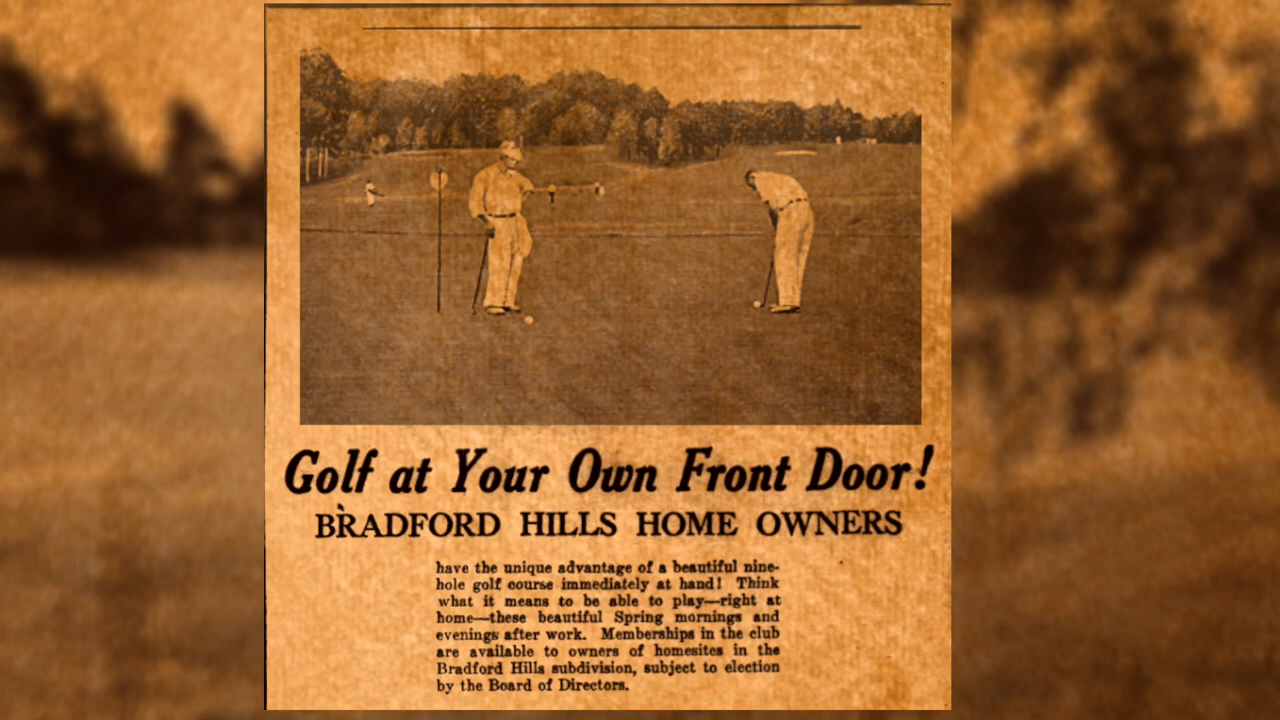 Golf at Your Own Front Door!
BRADFORD HILLS HOME OWNERS
have the unique advantage of a beautiful nine-
hole golf course immediately at hand! Think
what it means to be able to play—right at
home—these beautiful Spring mornings and
evenings after work. Memberships in the club
are available to owners of homesites in the
Bradford Hills subdivision, subject to election
by the Board of Directors.